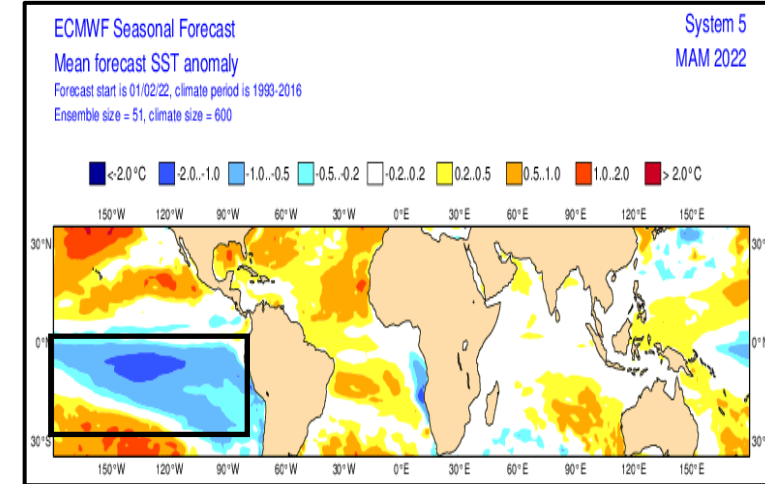 ECMWF Seasonal Forecast
System 5
Mean forecast SST anomaly
MAM 2022
Forecast start is 01/02/22, climate period is 1993-2016
Ensemble size = 51, climate size = 600
<-2.0°C -2.0..-1.0 -1.0..-0.5 -0.5..-0.2 -0.2..0.2 0.2..0.5 0.5..1.0 1.0..2.0 > 2.0°C
150°W 120°W 90°W 60°W 30°W 0°E 30°E 60°E 90°E 120°E 150°E
30°N 30°
0°N 0°N
30°S 30°
150°W 120°W 90°W 60°W 30°W 0°E 30°E 60°E 90°E 120°E 150°E